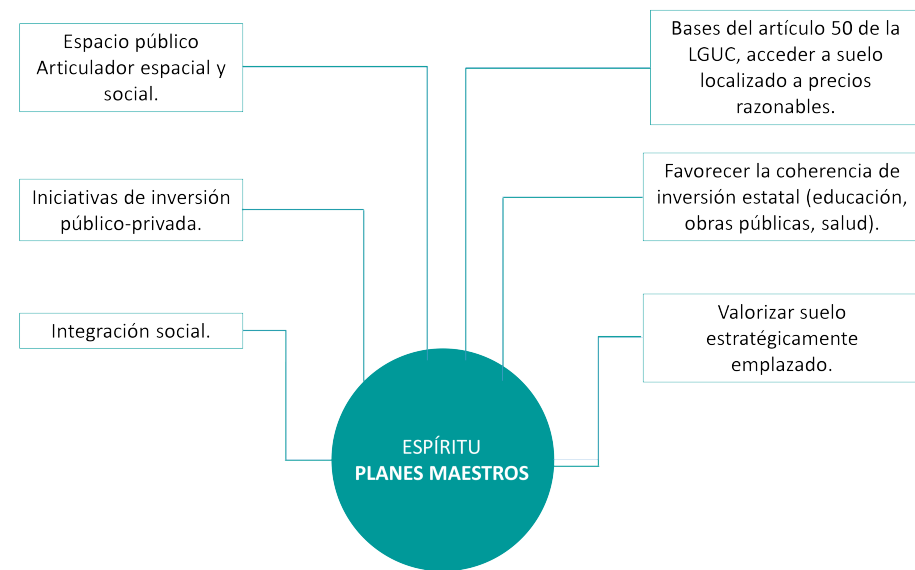 Espacio público
Articulador espacial y
social.
Iniciativas de inversión
público-privada.
Integración social.
Bases del artículo 50 de la
LGUC, acceder a suelo
localizado a precios
razonables.
Favorecer la coherencia de
inversión estatal (educación,
obras públicas, salud).
Valorizar suelo
estratégicamente
emplazado.
ESPÍRITU
PLANES MAESTROS